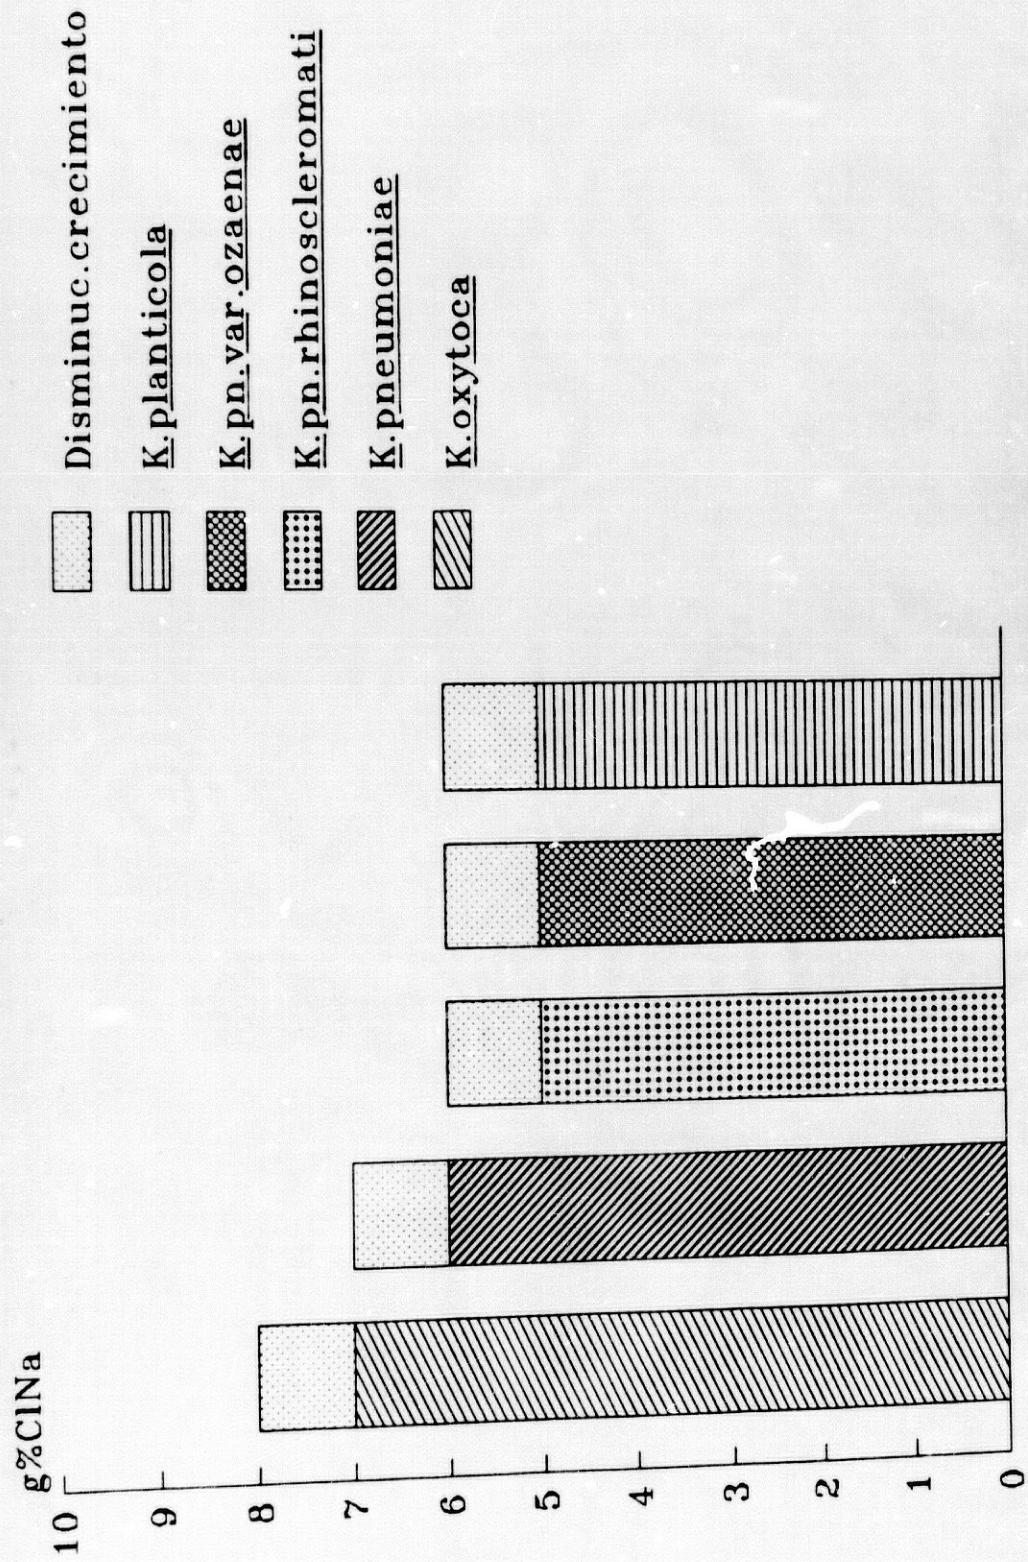 g%ClNa
10
9
8
7
6
5
4
3
2
1
0
Disminuc.crecimiento
K.planticola
K.pn.var.ozaenae
K.pn.rhinoscleromati
K.pneumoniae
K.oxytoca